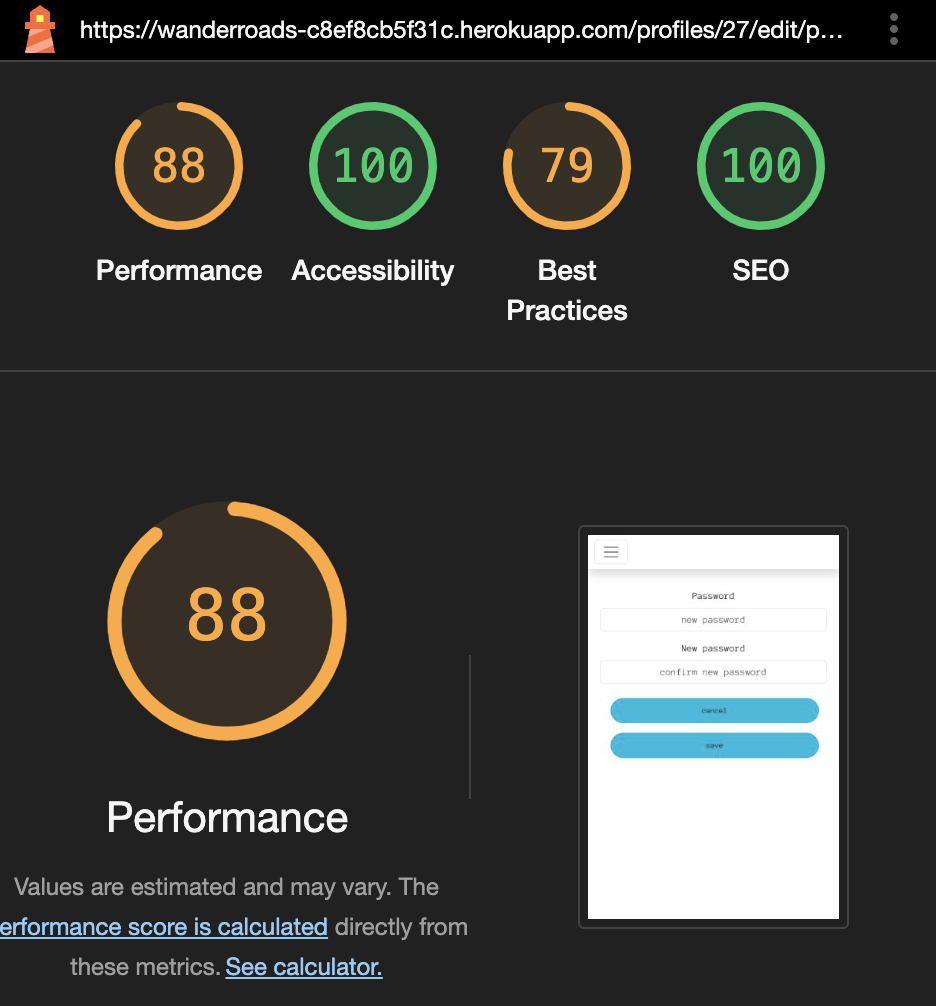 https://wanderroads-c8ef8cb5f31c.herokuapp.com/profiles/27/edit/p…
88
100
79
100
Performance
Accessibility
Best
Practices
SEO
88
Performance
Values are estimated and may vary. The
erformance score is calculated directly from
these metrics. See calculator.
Password
new password
New password
confirm new password
cancel
save